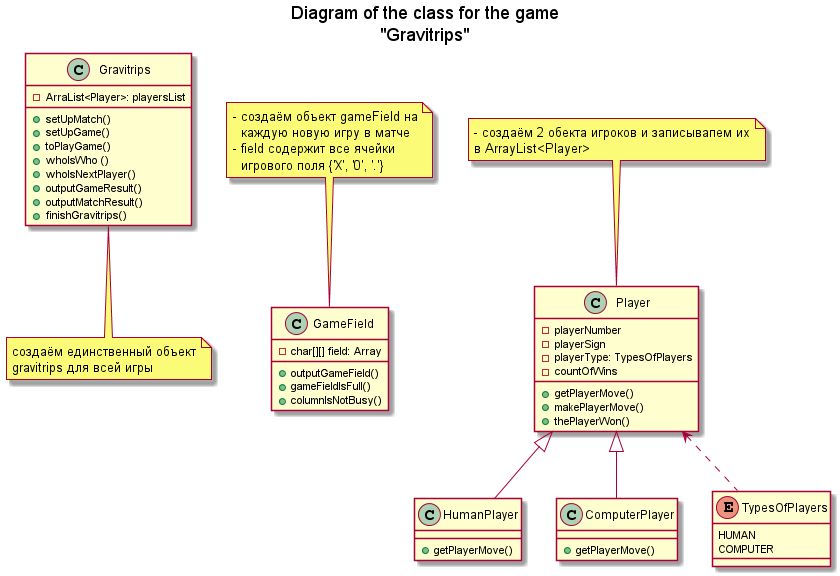 Diagram of the class for the game
"Gravitrips"
C Gravitrips
ArraList<Player>: playersList
setUpMatch()
setUpGame()
toPlayGame()
whoIsWho ()
whoIsNextPlayer()
outputGameResult()
outputMatchResult()
finishGravitrips()
создаём единственный объект
gravitrips для всей игры
- создаём объект gameField на
каждую новую игру в матче
- field содержит все ячейки
игрового поля {'X', '0', '.'}
C GameField
char[][] field: Array
outputGameField()
gameFieldIsFull()
columnIsNotBusy()
- создаём 2 обекта игроков и записывапем их
в ArrayList<Player>
C Player
playerNumber
playerSign
playerType: TypesOfPlayers
countOfWins
getPlayerMove()
makePlayerMove()
thePlayerWon()
C HumanPlayer
getPlayerMove()
C ComputerPlayer
getPlayerMove()
E TypesOfPlayers
HUMAN
COMPUTER